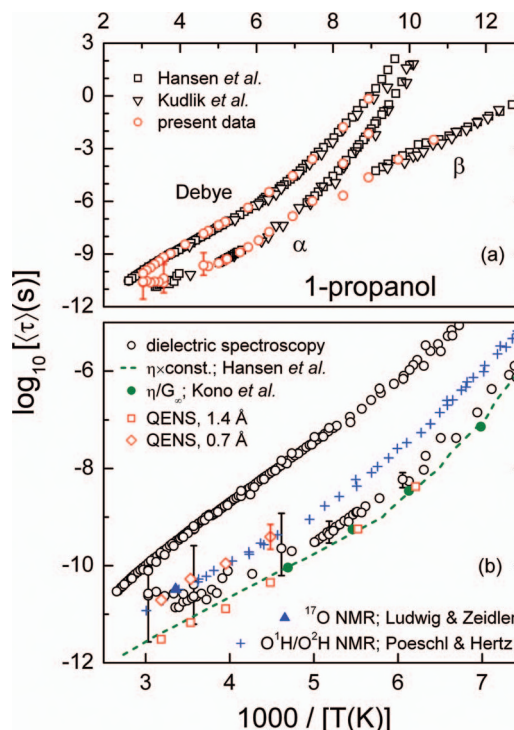 4 6 8 10 12
3
0
-3
-6
-9
-12
Hansen et al.
Kudlik et al.
present data
Debye
α
β
(a)
1-propanol
log10 [⟨τ⟩(s)]
-6
-8
-10
-12
dielectric spectroscopy
η×const.; Hansen et al.
η/G∞; Kono et al.
QENS, 1.4 Å
QENS, 0.7 Å
(b)
17O NMR; Ludwig & Zeidler
O1H/O2H NMR; Poeschl & Hertz
3 4 5 6 7
1000 / [T(K)]